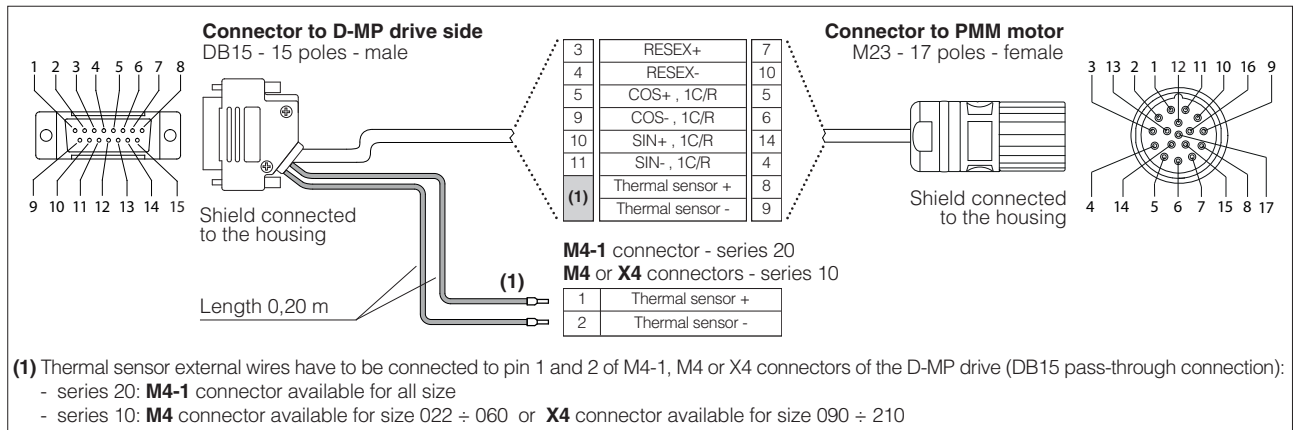 Connector to D-MP drive side
DB15 - 15 poles - male
1 2 3 4 5 6 7 8
9 10 11 12 13 14 15
Shield connected
to the housing
Length 0,20 m
(1)
3 RESEX+ 7
4 RESEX- 10
5 COS+ , 1C/R 5
9 COS- , 1C/R 6
10 SIN+ , 1C/R 14
11 SIN- , 1C/R 4
(1) Thermal sensor + 8
Thermal sensor - 9
M4-1 connector - series 20
M4 or X4 connectors - series 10
1 Thermal sensor +
2 Thermal sensor -
Connector to PMM motor
M23 - 17 poles - female
3 13 2 1 12 11 10 16 9
4 14 5 6 7 15 8 17
Shield connected
to the housing
(1) Thermal sensor external wires have to be connected to pin 1 and 2 of M4-1, M4 or X4 connectors of the D-MP drive (DB15 pass-through connection):
- series 20: M4-1 connector available for all size
- series 10: M4 connector available for size 022 ÷ 060 or X4 connector available for size 090 ÷ 210